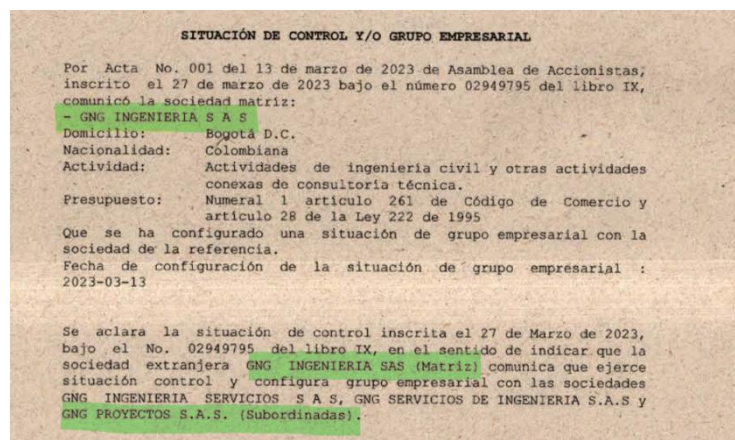 SITUACIÓN DE CONTROL Y/O GRUPO EMPRESARIAL
Por Acta No. 001 del 13 de marzo de 2023 de Asamblea de Accionistas,
inscrito el 27 de marzo de 2023 bajo el número 02949795 del libro IX,
comunicó la sociedad matríz:
- GNG INGENIERIA S A S
Domicilio: Bogotá D.C.
Nacionalidad: Colombiana
Actividad: Actividades de ingeniería civil y otras actividades
conexas de consultoría técnica.
Presupuesto: Numeral 1 artículo 261 de Código de Comercio y
artículo 28 de la Ley 222 de 1995
Que se ha configurado una situación de grupo empresarial con la
sociedad de la referencia.
Fecha de configuración de la situación de grupo empresarial :
2023-03-13
Se aclara la situación de control inscrita el 27 de Marzo de 2023,
bajo el No. 02949795 del libro IX, en el sentido de indicar que la
sociedad extranjera GNG INGENIERIA SAS (Matríz) comunica que ejerce
situación control y configura grupo empresarial con las sociedades
GNG INGENIERIA SERVICIOS S A S, GNG SERVICIOS DE INGENIERIA S.A.S y
GNG PROYECTOS S.A.S. (Subordinadas).